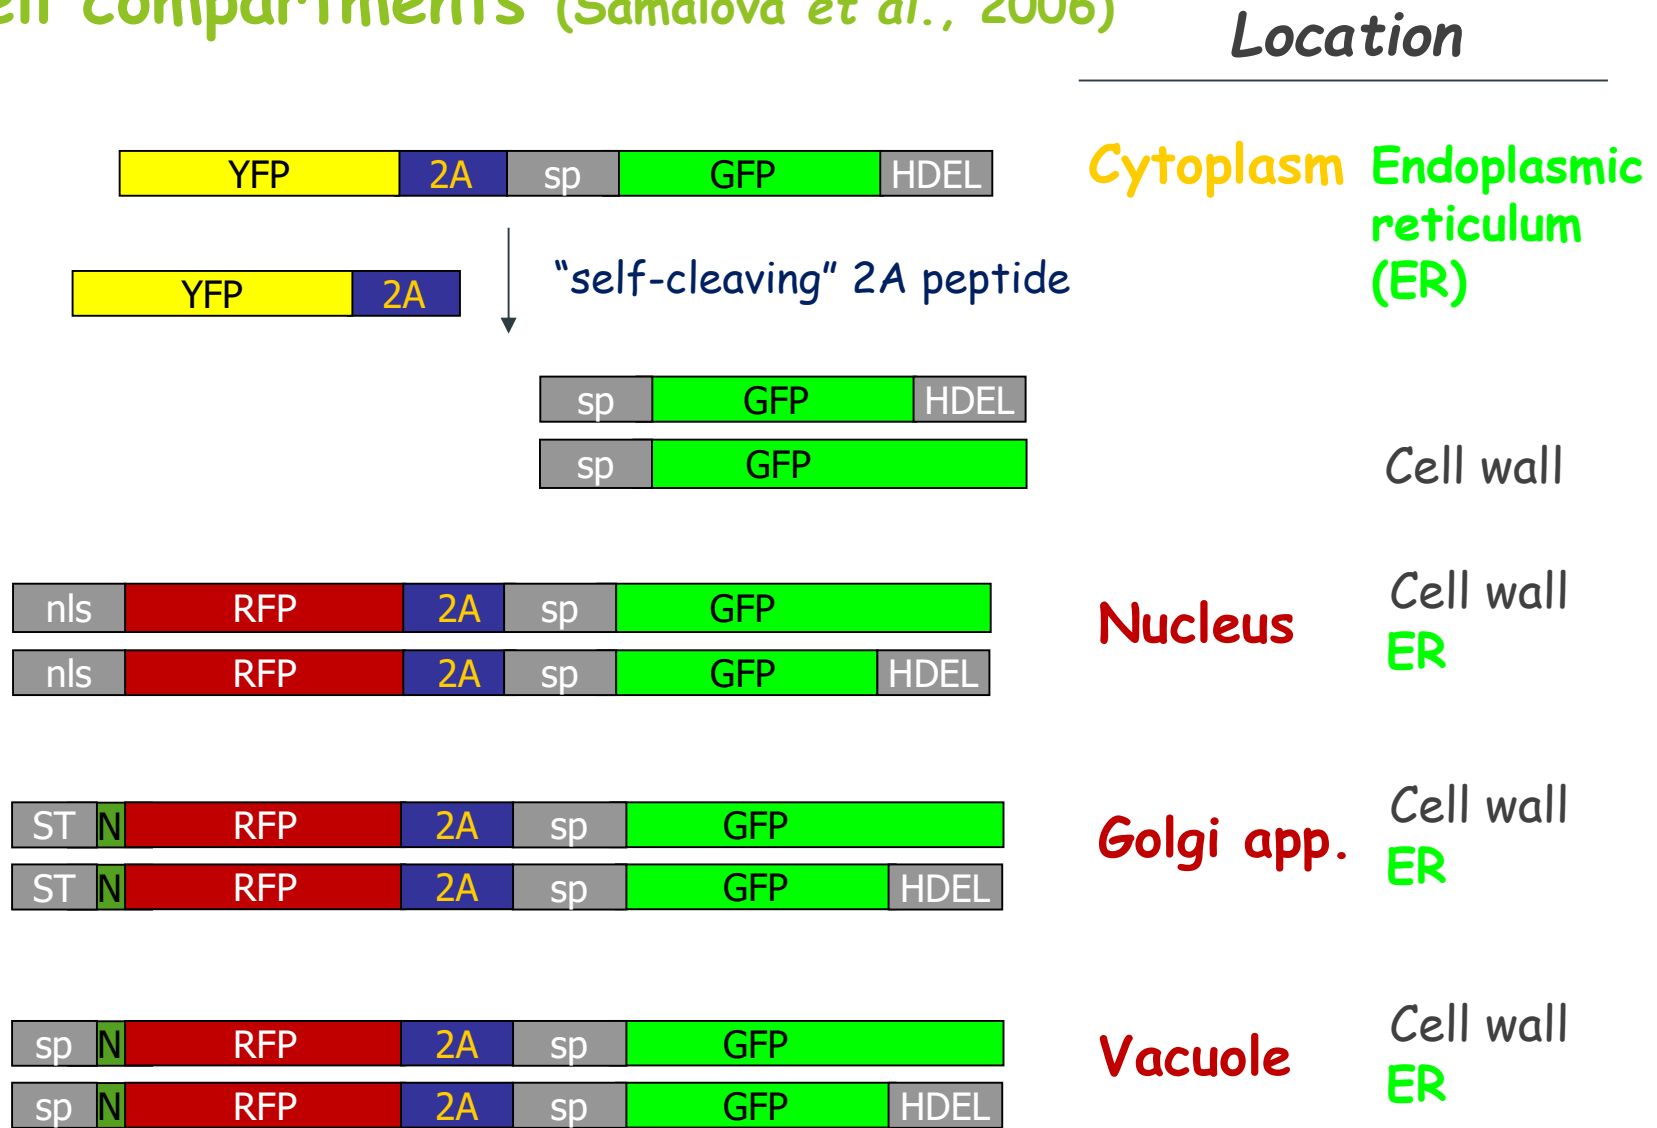 compartments (Samalova et al., 2006)
Location
YFP 2A sp GFP HDEL
Cytoplasm
Endoplasmic
reticulum
(ER)
YFP 2A
“self-cleaving” 2A peptide
sp GFP HDEL
sp GFP
Cell wall
nls RFP 2A sp GFP
nls RFP 2A sp GFP HDEL
Nucleus
Cell wall
ER
ST N RFP 2A sp GFP
ST N RFP 2A sp GFP HDEL
Golgi app.
Cell wall
ER
sp N RFP 2A sp GFP
sp N RFP 2A sp GFP HDEL
Vacuole
Cell wall
ER